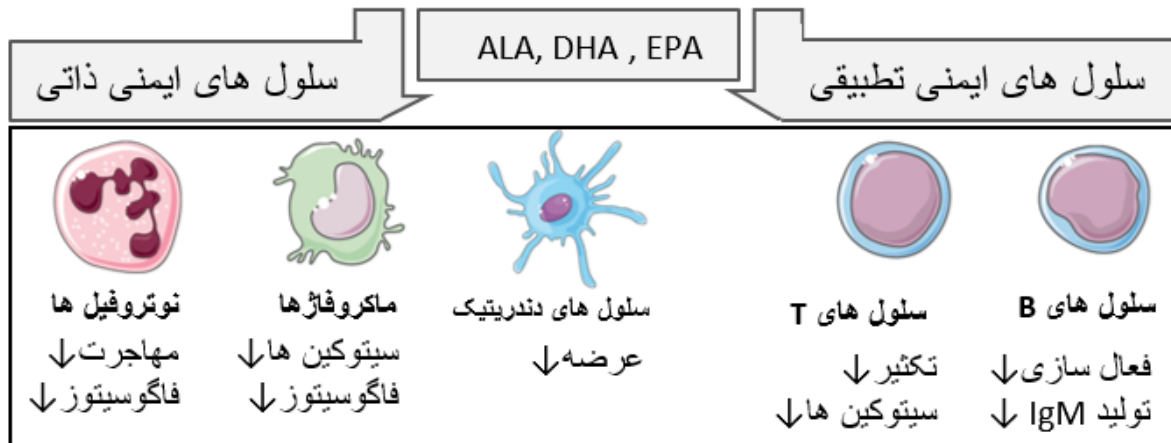 ALA, DHA , EPA
سلول های ایمنی تطبیقی
سلول های ایمنی ذاتی
سلول های B
فعال سازی↓
تولید IgM ↓
سلول های T
تکثیر↓
سیتوکین ها↓
سلول های دندریتیک
عرضه↓
ماکروفاژها
سیتوکین ها↓
فاگوسیتوز↓
نوتروفیل ها
مهاجرت↓
فاگوسیتوز↓